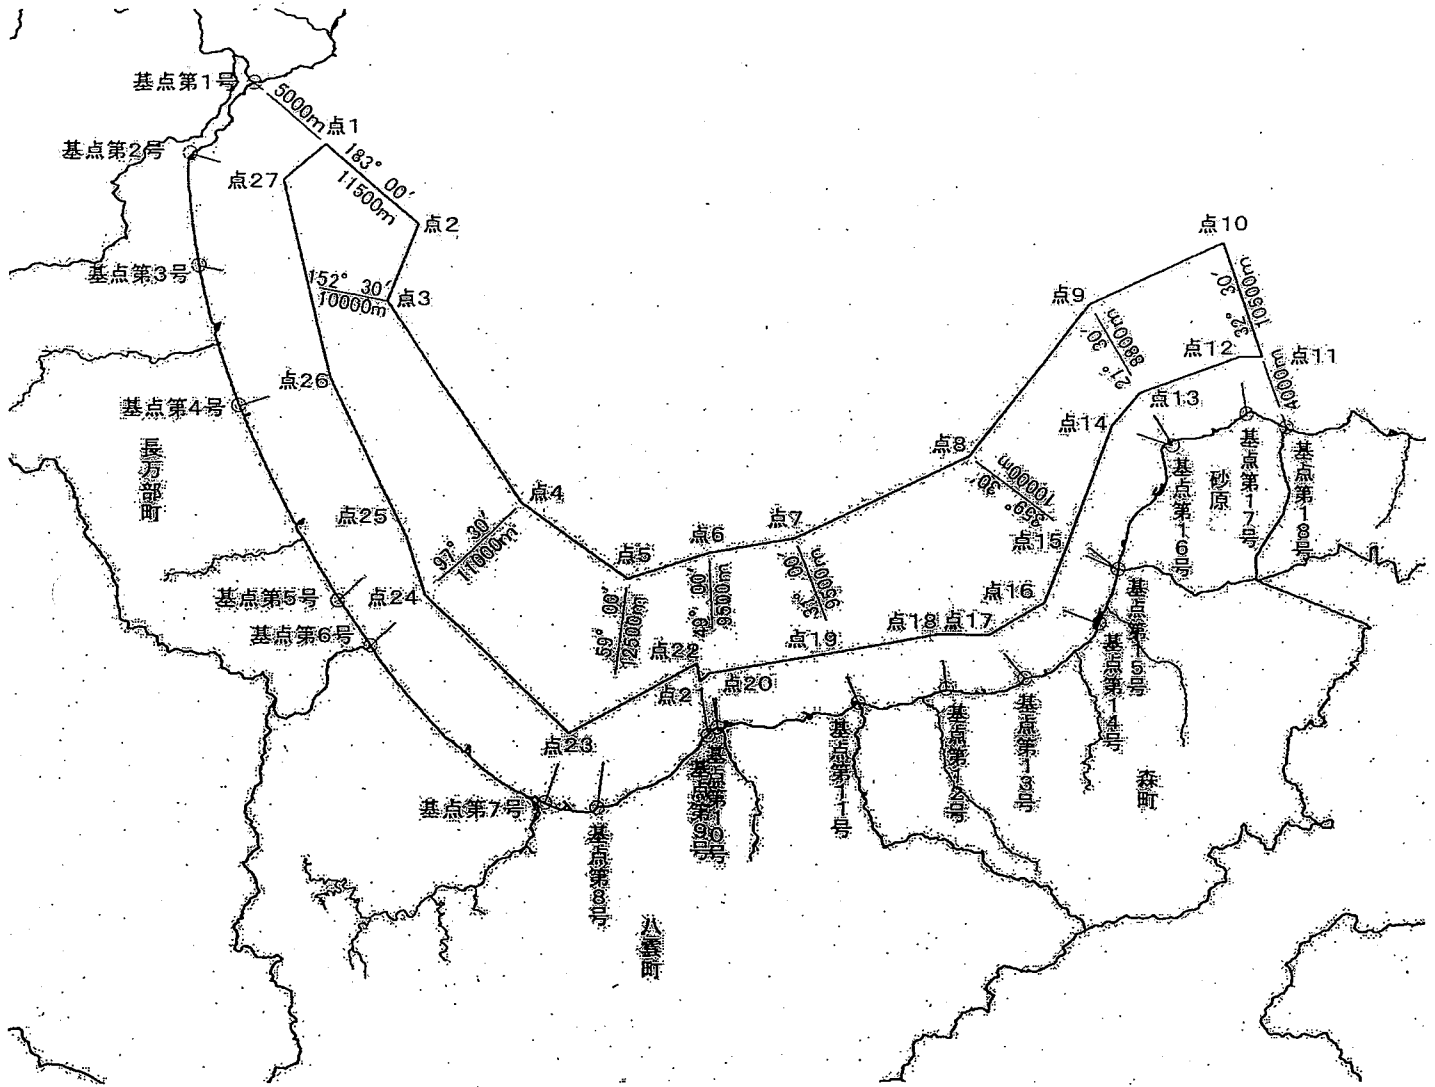 基点第1号
5000m
点1
基点第2号
183° 00′
11500m
点27
点2
点10
基点第3号
152° 30′
10000m
点3
点9
30′
32°
10500m
30′
21°
8800m
点12
点11
4000m
点26
基点第4号
点13
点14
長万部町
点8
基点第16号
砂原
基点第17号
基点第18号
30′
359°
10000m
点4
点25
97° 30′
11000m
点7
点6
点5
点15
00′
9500m
基点第5号
点24
59° 00′
12500m
49° 00′
9600m
点16
基点第15号
基点第6号
点22
点19
点18
点17
基点第14号
点2
点20
点23
基点第7号
基点第8号
基点第9号
基点第10号
基点第11号
基点第12号
基点第13号
森町
八雲町